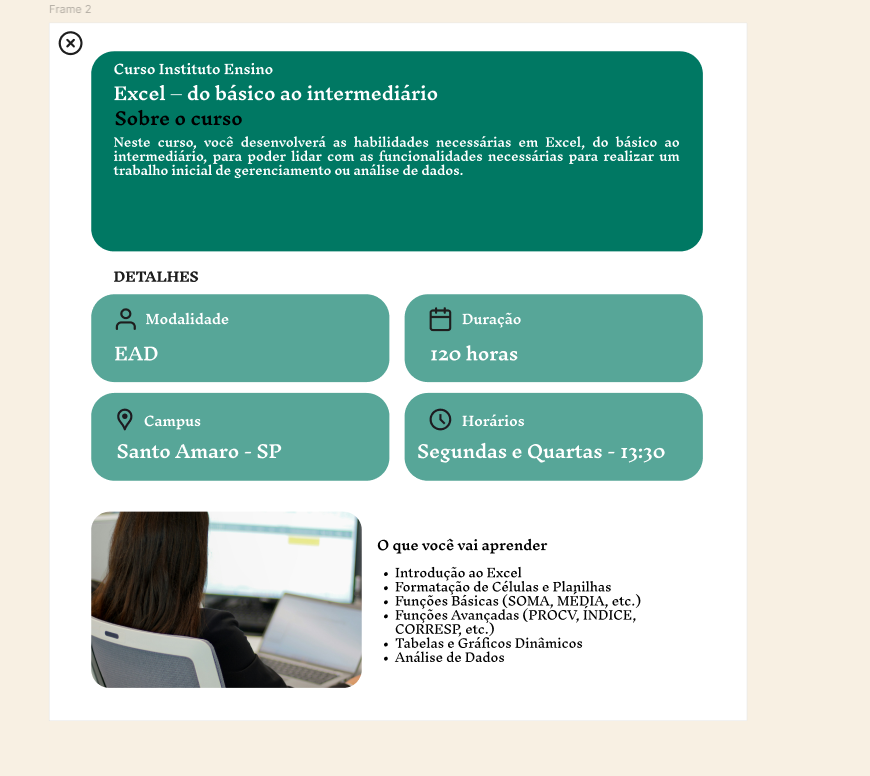 Frame 2
Curso Instituto Ensino
Excel – do básico ao intermediário
Sobre o curso
Neste curso, você desenvolverá as habilidades necessárias em Excel, do básico ao
intermediário, para poder lidar com as funcionalidades necessárias para realizar um
trabalho inicial de gerenciamento ou análise de dados.
DETALHES
Modalidade
EAD
Duração
120 horas
Campus
Santo Amaro - SP
Horários
Segundas e Quartas - 13:30
O que você vai aprender
• Introdução ao Excel
• Formatação de Células e Planilhas
• Funções Básicas (SOMA, MÉDIA, etc.)
• Funções Avançadas (PROCV, ÍNDICE,
CORRESP, etc.)
• Tabelas e Gráficos Dinâmicos
• Análise de Dados